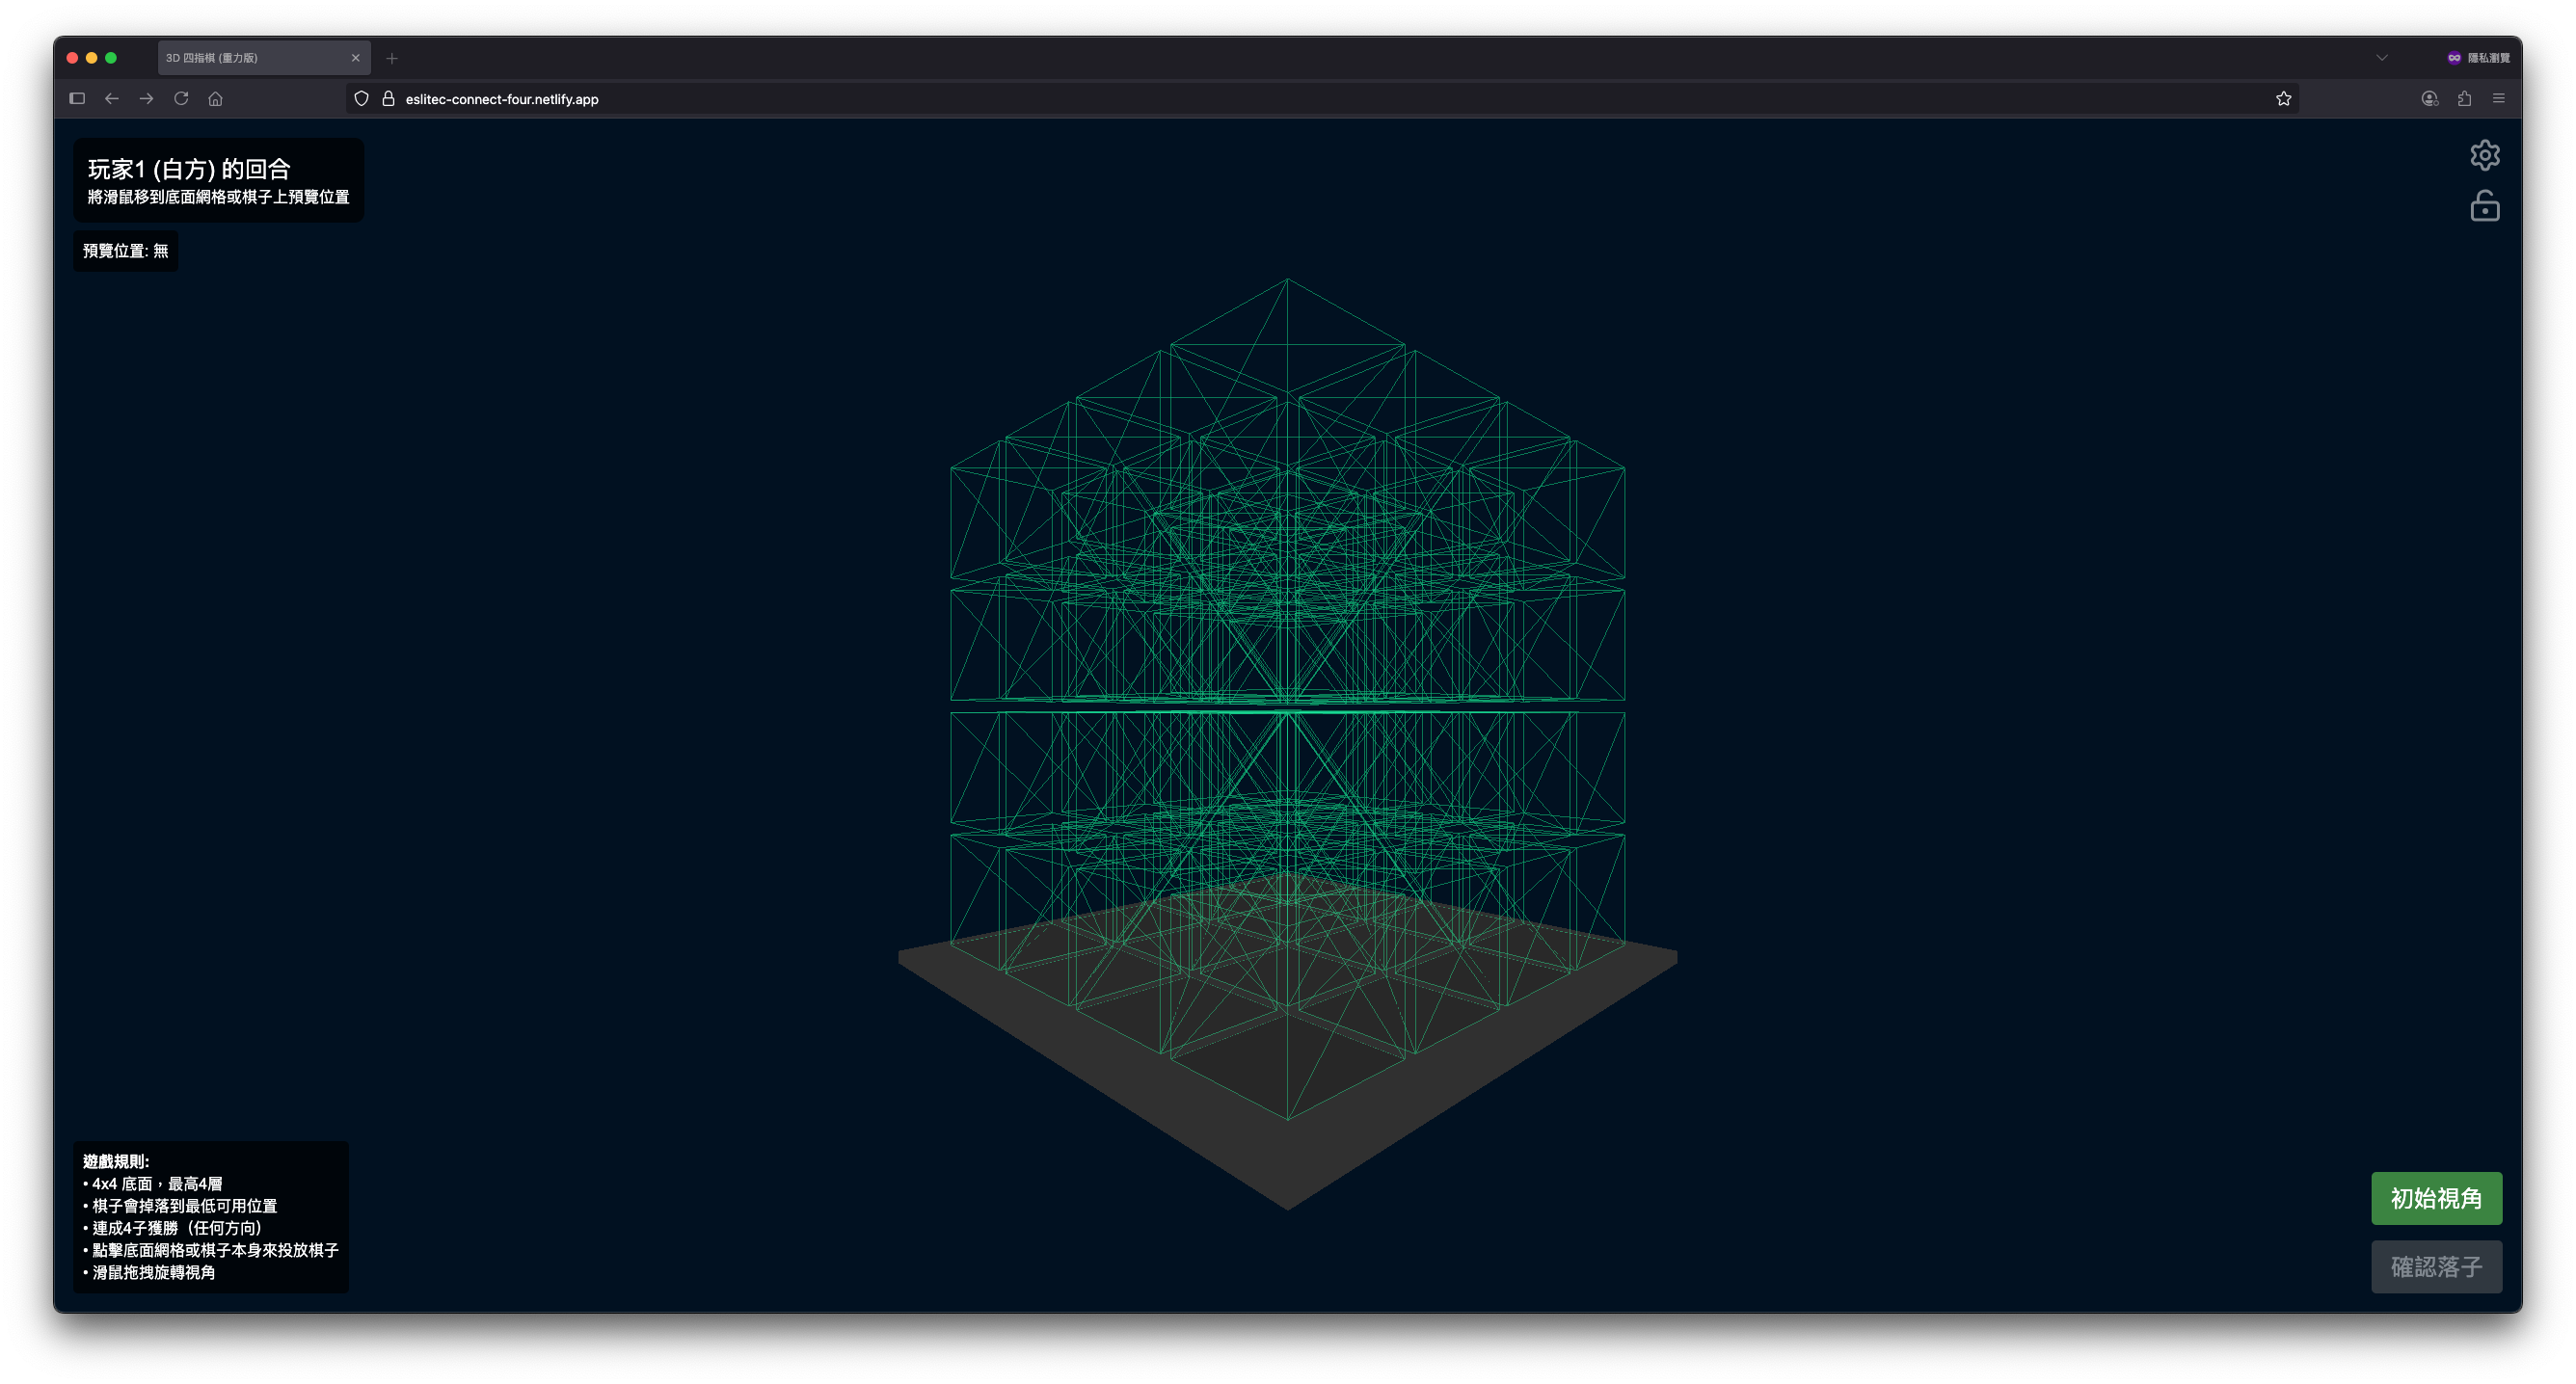 3D 四指棋 (重力版)
隱私瀏覽
eslitec-connect-four.netlify.app
玩家1 (白方) 的回合
將滑鼠移到底面網格或棋子上預覽位置
預覽位置: 無
遊戲規則:
• 4x4 底面，最高4層
• 棋子會掉落到最低可用位置
• 連成4子獲勝（任何方向）
• 點擊底面網格或棋子本身來投放棋子
• 滑鼠拖拽旋轉視角
初始視角
確認落子